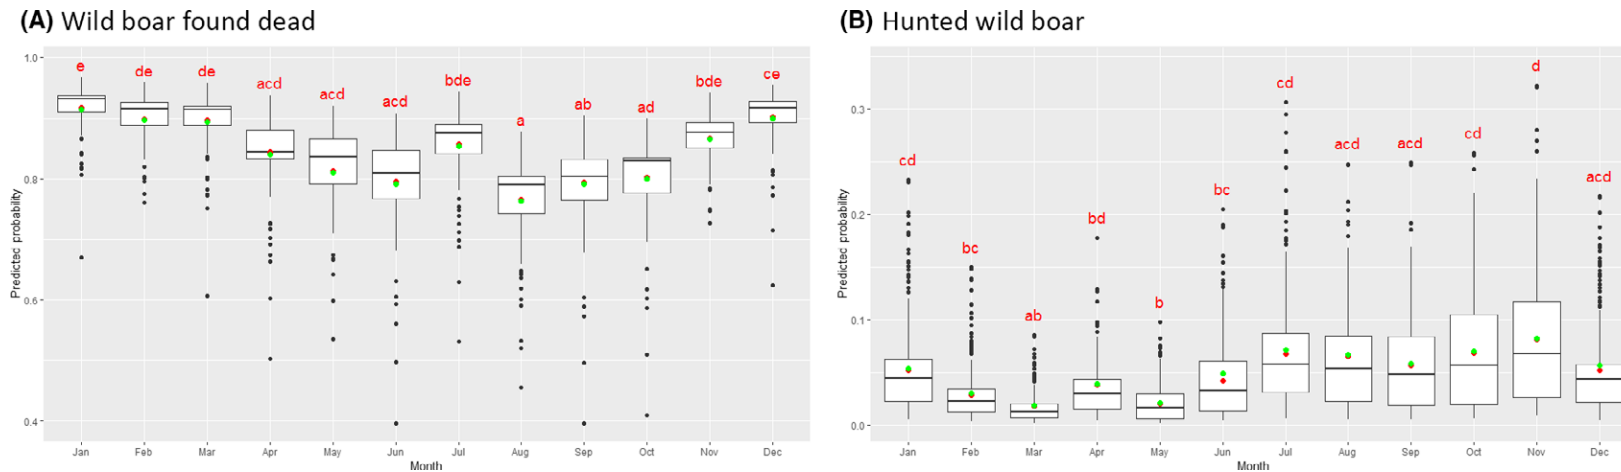 (A) Wild boar found dead
Predicted probability
1.0
0.8
0.6
0.4
e de de acd acd acd bde a ab ad bde ce
Jan Feb Mar Apr May Jun Jul Aug Sep Oct Nov Dec
Month
(B) Hunted wild boar
Predicted probability
0.3
0.2
0.1
0.0
cd bc ab bd b bc cd acd acd cd d acd
Jan Feb Mar Apr May Jun Jul Aug Sep Oct Nov Dec
Month